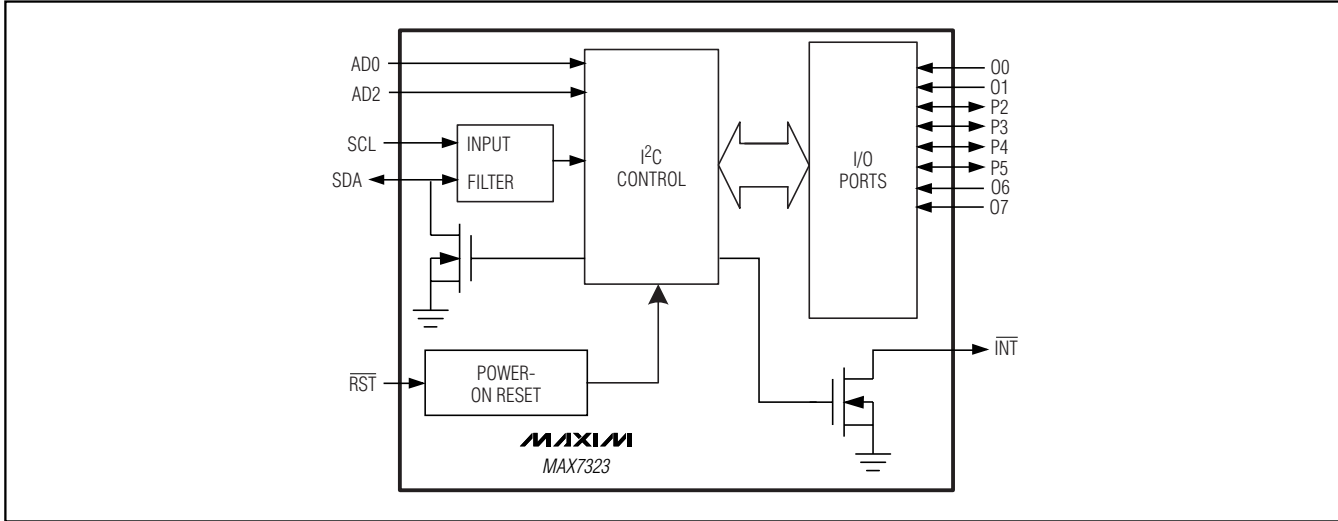 AD0
AD2
SCL
SDA
INPUT
FILTER
I²C
CONTROL
I/O
PORTS
O0
O1
P2
P3
P4
P5
O6
O7
RST
POWER-
ON RESET
INT
MAXIM
MAX7323